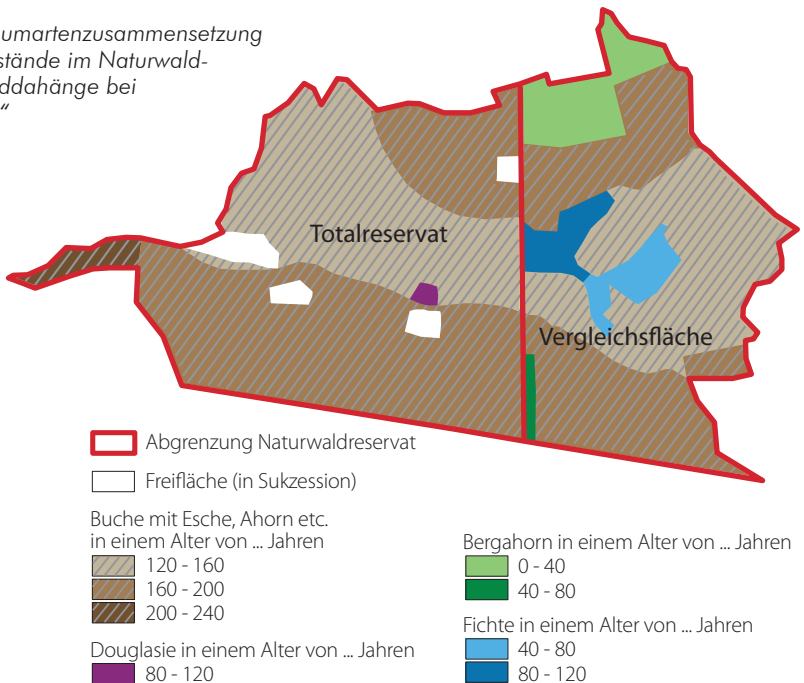 umartenzusammensetzung
stände im Naturwald-
ddahänge bei
“
Totalreservat
Vergleichsfläche
Abgrenzung Naturwaldreservat
Freifläche (in Sukzession)
Buche mit Esche, Ahorn etc.
in einem Alter von ... Jahren
120 - 160
160 - 200
200 - 240
Douglasie in einem Alter von ... Jahren
80 - 120
Bergahorn in einem Alter von ... Jahren
0 - 40
40 - 80
Fichte in einem Alter von ... Jahren
40 - 80
80 - 120